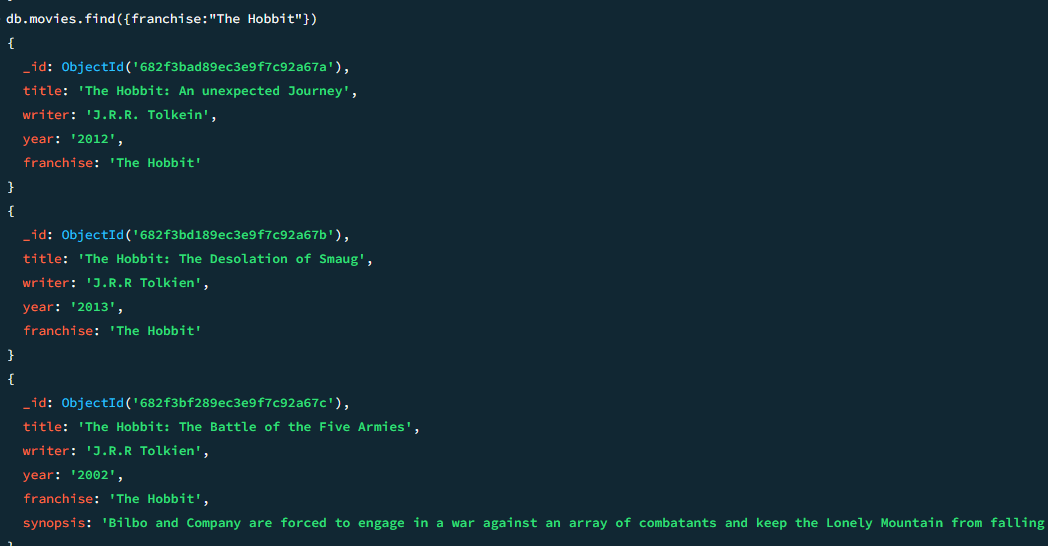 db.movies.find({franchise:"The Hobbit"})
{
_id: ObjectId('682f3bad89ec3e9f7c92a67a'),
title: 'The Hobbit: An unexpected Journey',
writer: 'J.R.R. Tolkein',
year: '2012',
franchise: 'The Hobbit'
}
{
_id: ObjectId('682f3bd189ec3e9f7c92a67b'),
title: 'The Hobbit: The Desolation of Smaug',
writer: 'J.R.R Tolkien',
year: '2013',
franchise: 'The Hobbit'
}
{
_id: ObjectId('682f3bf289ec3e9f7c92a67c'),
title: 'The Hobbit: The Battle of the Five Armies',
writer: 'J.R.R Tolkien',
year: '2002',
franchise: 'The Hobbit',
synopsis: 'Bilbo and Company are forced to engage in a war against an array of combatants and keep the Lonely Mountain from falling
}